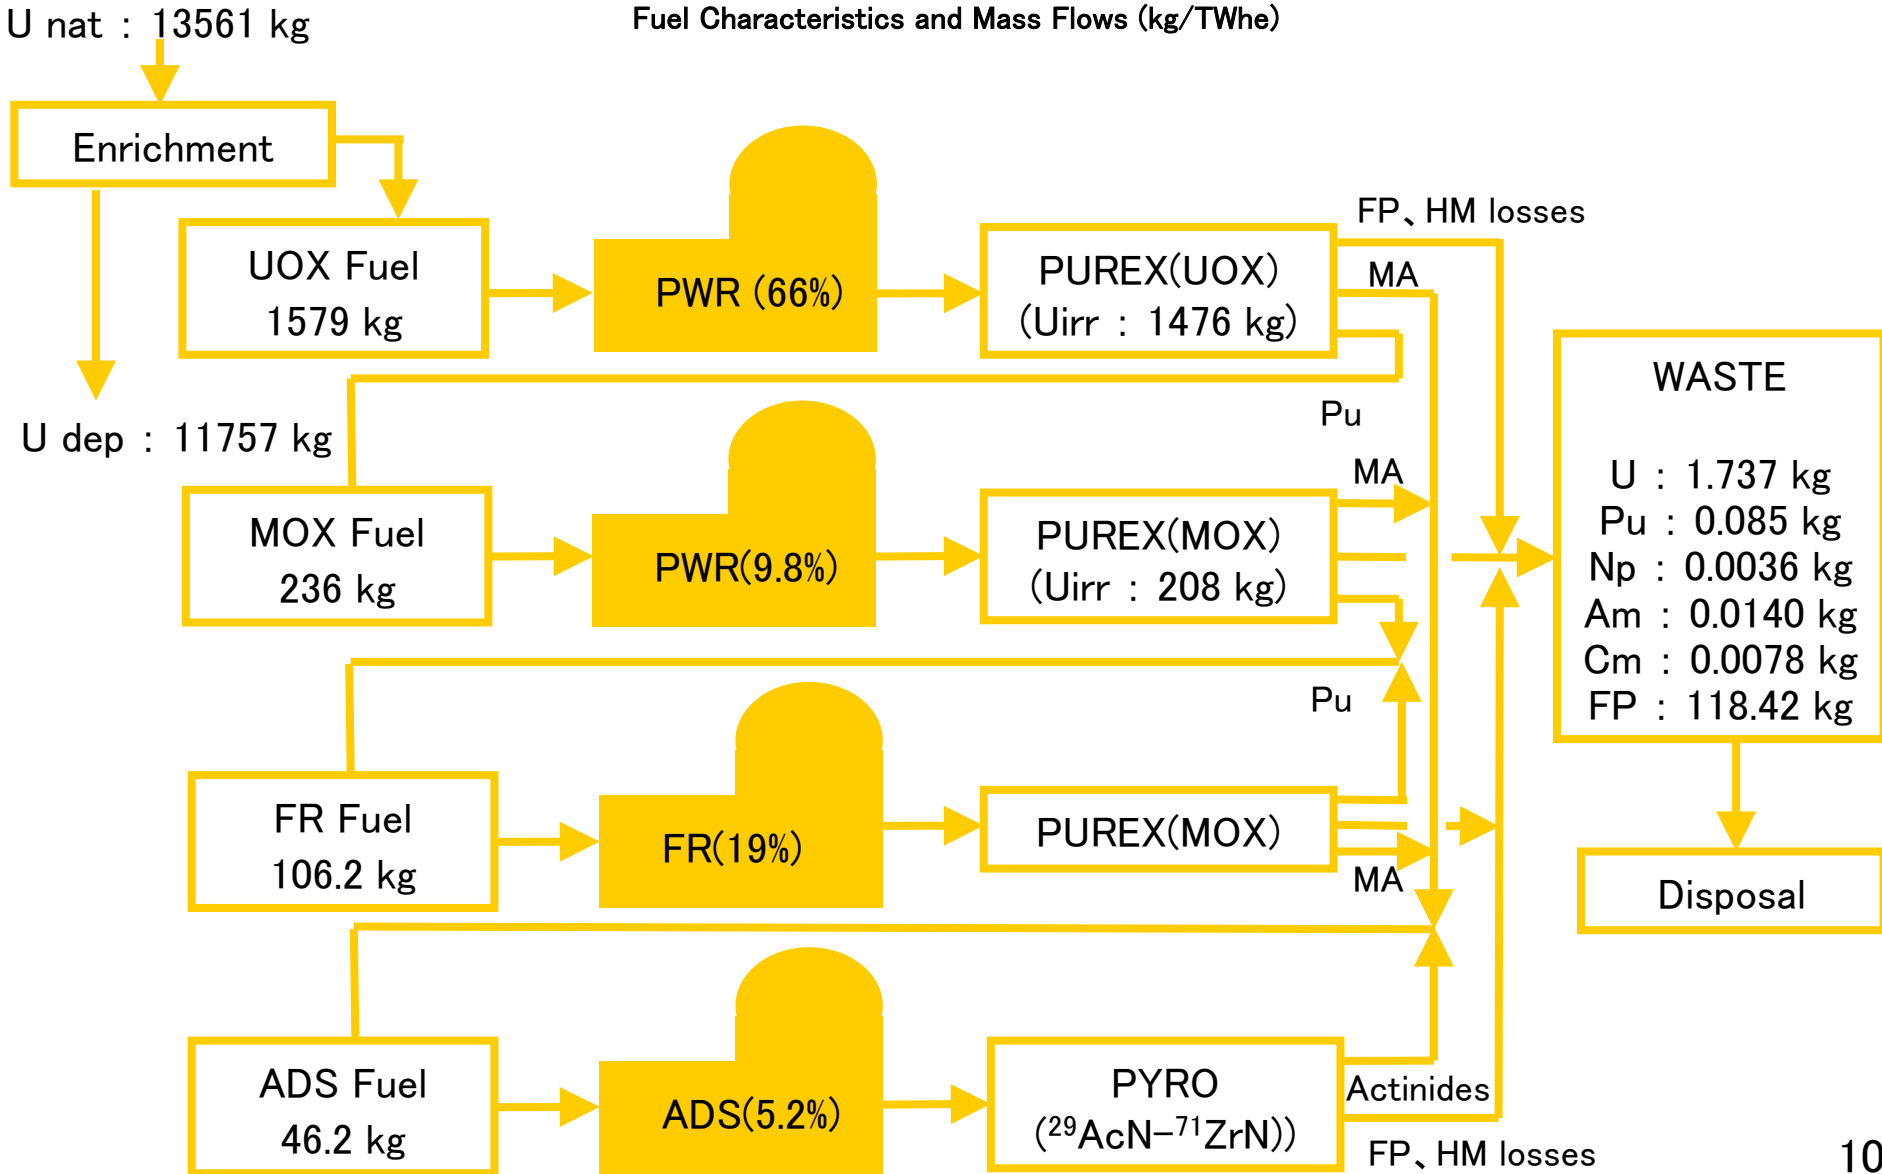 Fuel Characteristics and Mass Flows (kg/TWhe)
U nat : 13561 kg
Enrichment
U dep : 11757 kg
UOX Fuel
1579 kg
PWR (66%)
PUREX(UOX)
(Uirr : 1476 kg)
FP、HM losses
MA
Pu
MOX Fuel
236 kg
PWR(9.8%)
PUREX(MOX)
(Uirr : 208 kg)
MA
Pu
FR Fuel
106.2 kg
FR(19%)
PUREX(MOX)
MA
ADS Fuel
46.2 kg
ADS(5.2%)
PYRO
(²⁹AcN–⁷¹ZrN))
Actinides
FP、HM losses
WASTE
U : 1.737 kg
Pu : 0.085 kg
Np : 0.0036 kg
Am : 0.0140 kg
Cm : 0.0078 kg
FP : 118.42 kg
Disposal
10